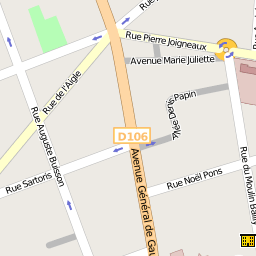 Rue Pierre Joigneaux
Avenue Marie Juliette
Rue de l'Aigle
Papin
Allée Denis
Rue Auguste Buisson
D106
Rue Sartoris
Avenue Général de Gau
Rue Noël Pons
Rue du Moulin Bailly